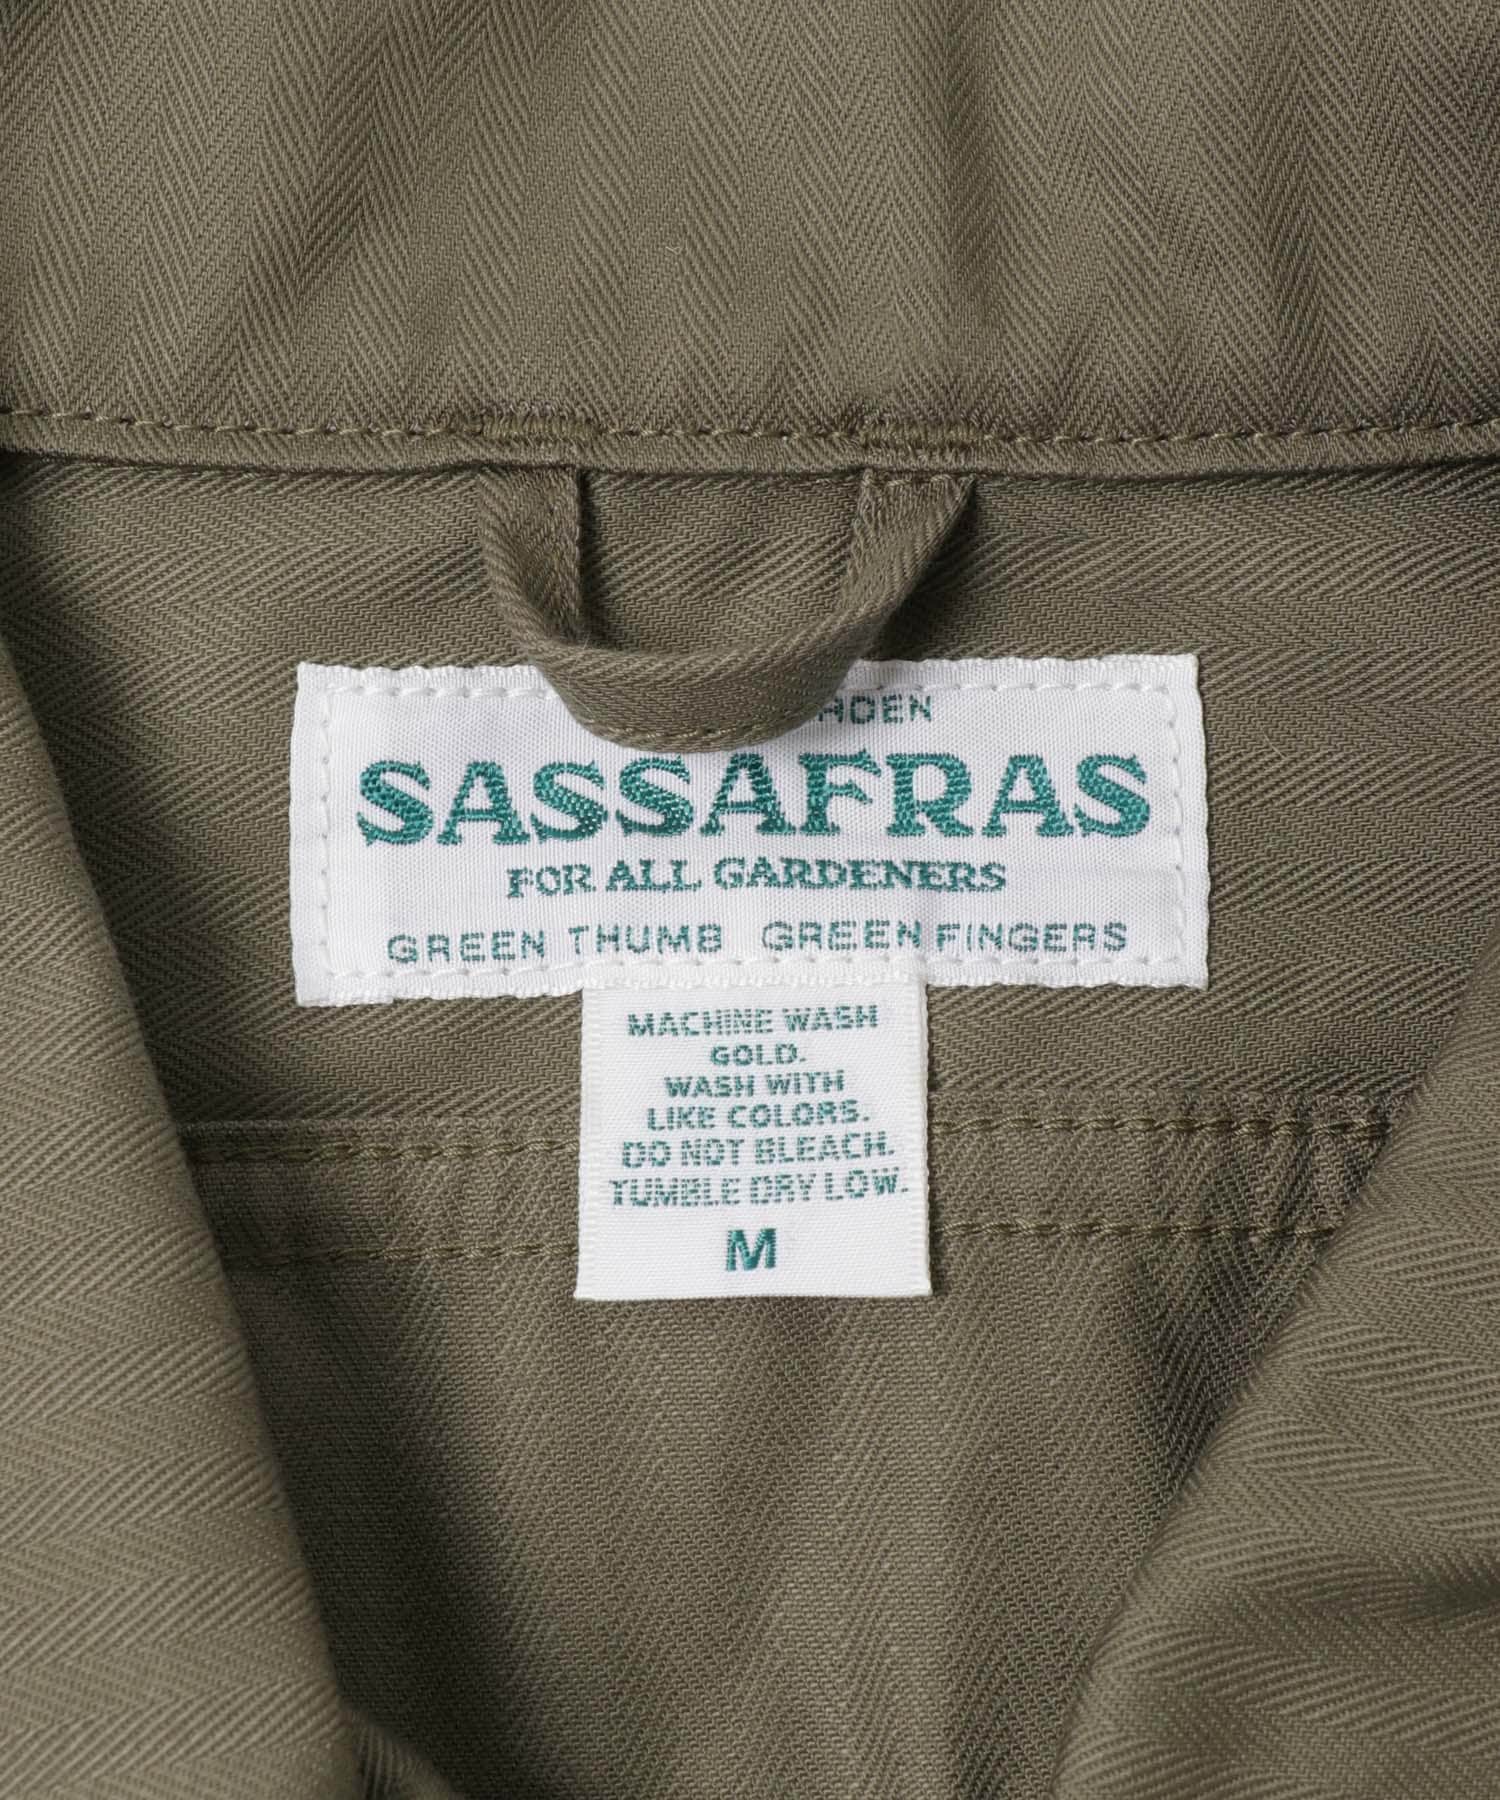 SASSAFRAS
FOR ALL GARDENERS
GREEN THUMB GREEN FINGERS
MACHINE WASH
GOLD.
WASH WITH
LIKE COLORS.
DO NOT BLEACH.
TUMBLE DRY LOW.
M